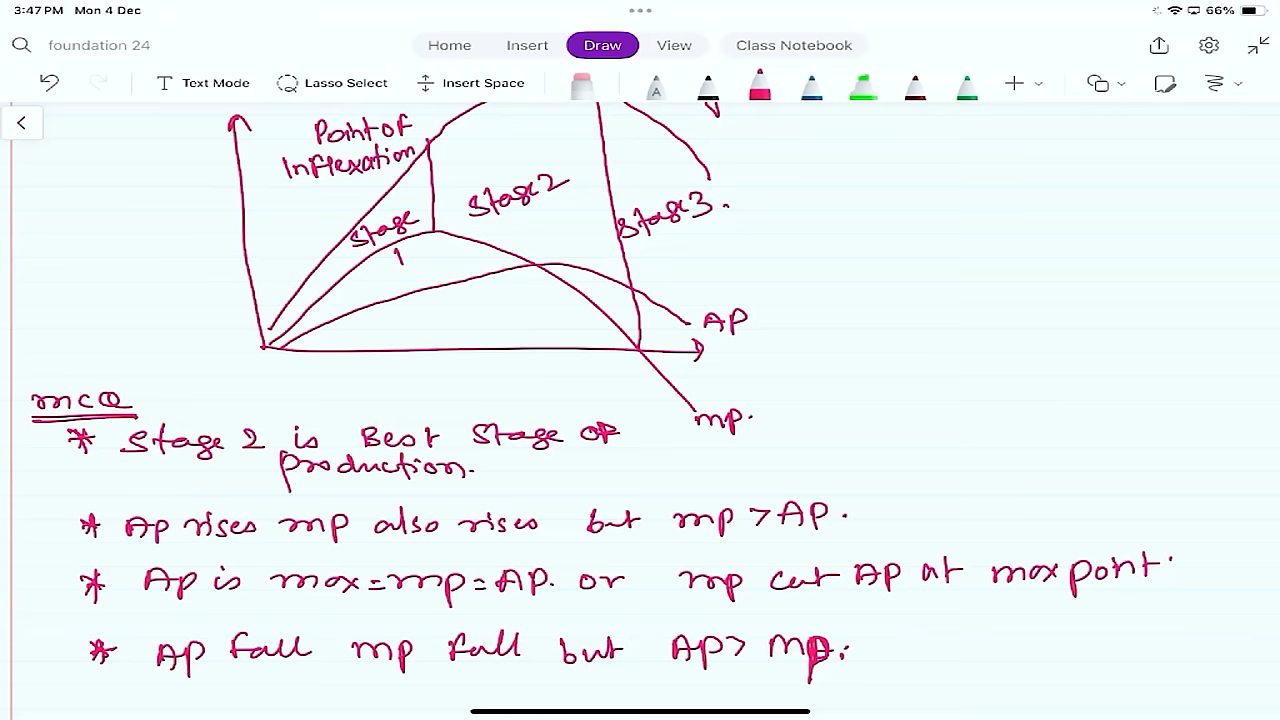 3:47 PM Mon 4 Dec
66%
foundation 24
Home Insert Draw View Class Notebook
Text Mode Lasso Select Insert Space
Point of
Inflexation
Stage
1
Stage 2
Stage 3.
AP
mp.
mcQ
* Stage 2 is Best Stage of
production.
* Ap rises mp also rises but mp > AP.
* Ap is max = mp = AP. or mp cut AP at max point.
* Ap fall mp fall but AP > Mp.